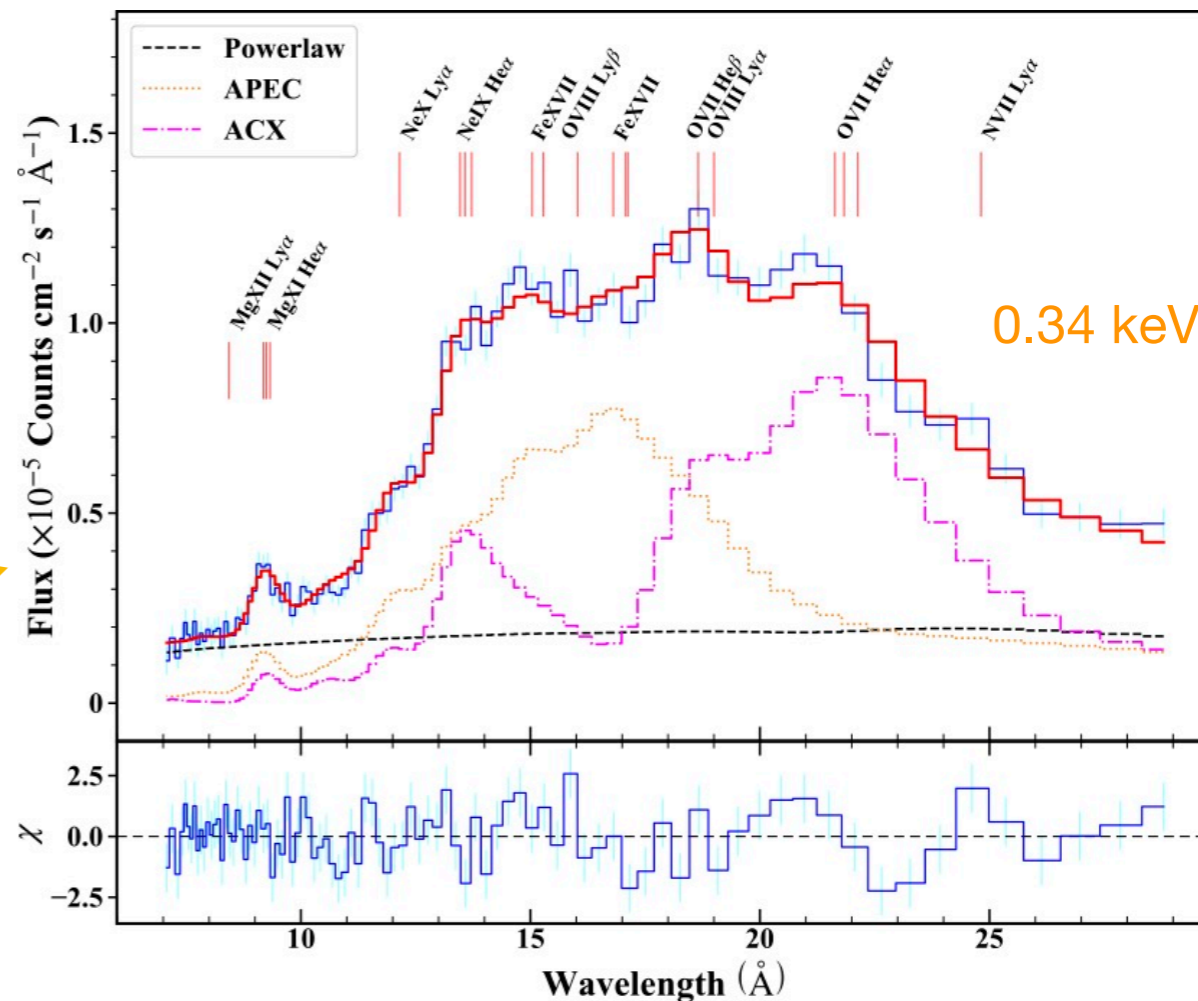 Powerlaw
APEC
ACX
MgXII Lyα
MgXI Heα
NeX Lyα
NeIX Heα
FeXVII
OVIII Lyβ
FeXVII
OVII Heβ
OVIII Lyα
OVII Heα
NVII Lyα
0.34 keV
Flux (×10⁻⁵ Counts cm⁻² s⁻¹ Å⁻¹)
1.5
1.0
0.5
0
χ
2.5
0.0
−2.5
10 15 20 25
Wavelength (Å)